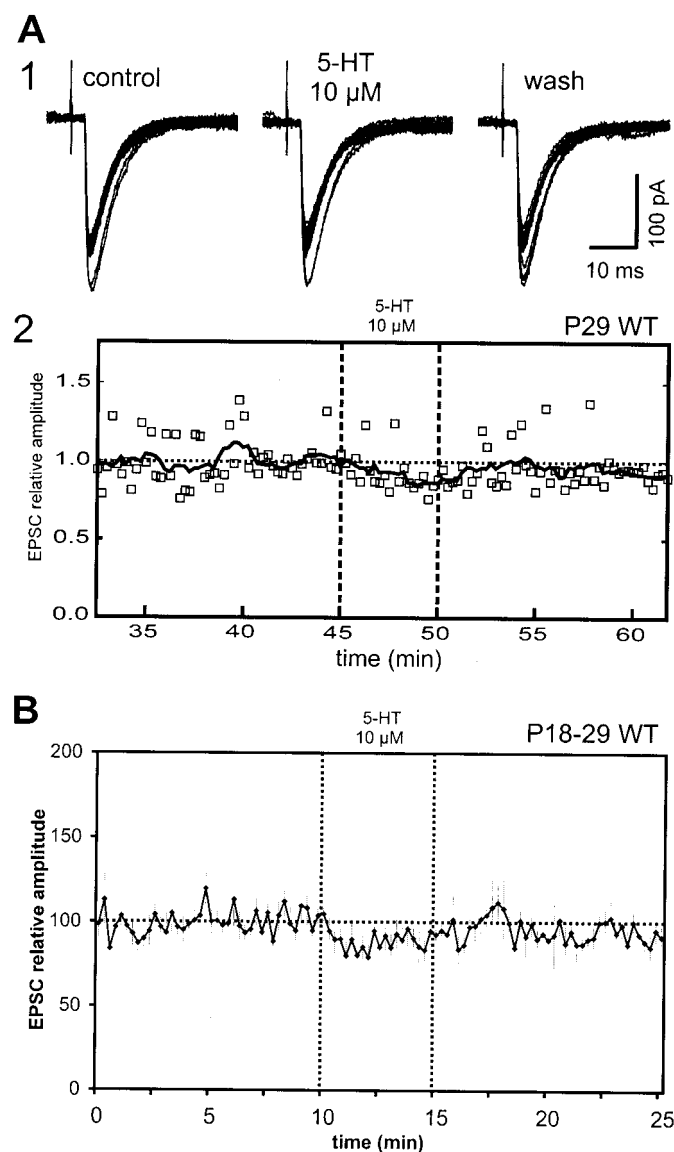 A
1
control
5-HT
10 µM
wash
100 pA
10 ms
2
5-HT
10 µM
P29 WT
EPSC relative amplitude
1.5
1.0
0.5
0.0
35
40
45
50
55
60
time (min)
B
5-HT
10 µM
P18-29 WT
EPSC relative amplitude
200
150
100
50
0
0
5
10
15
20
25
time (min)